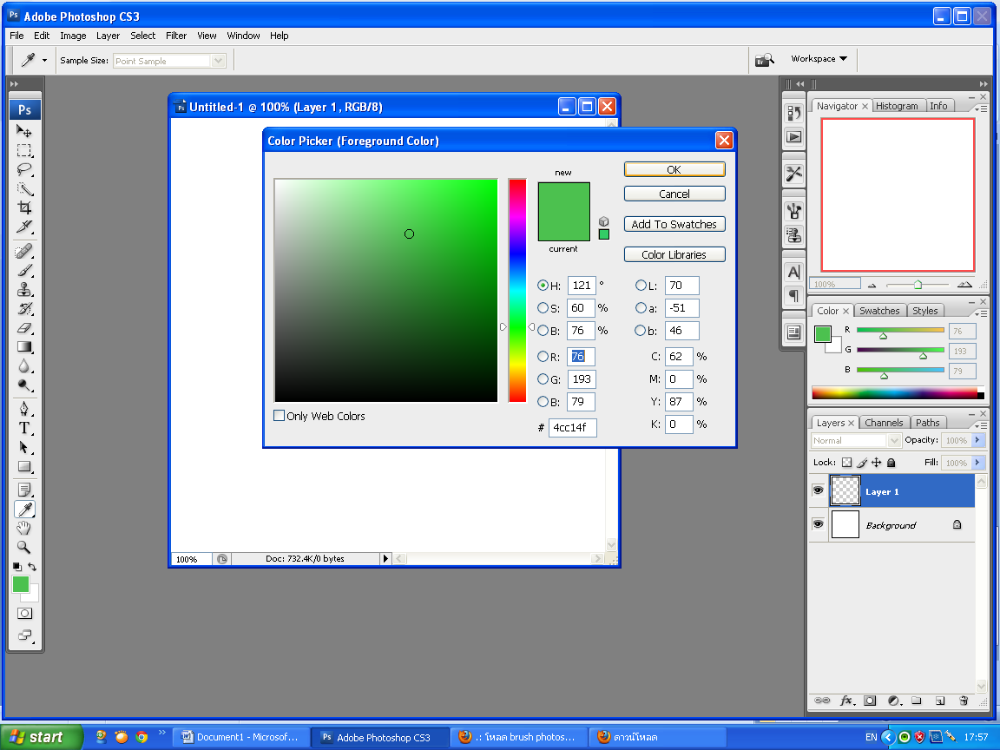 Ps Adobe Photoshop CS3
File Edit Image Layer Select Filter View Window Help
Sample Size: Point Sample
Br Workspace
Ps
Untitled-1 @ 100% (Layer 1, RGB/8)
Color Picker (Foreground Color)
new
current
OK
Cancel
Add To Swatches
Color Libraries
H: 121 °
S: 60 %
B: 76 %
R: 76
G: 193
B: 79
# 4cc14f
L: 70
a: -51
b: 46
C: 62 %
M: 0 %
Y: 87 %
K: 0 %
Only Web Colors
100% Doc: 732.4K/0 bytes
Navigator × Histogram Info
100%
Color × Swatches Styles
R 76
G 193
B 79
Layers × Channels Paths
Normal Opacity: 100%
Lock: Fill: 100%
Layer 1
Background
start
Document1 - Microsof...
Ps Adobe Photoshop CS3
.: โหลด brush photos...
ดาวน์โหลด
EN 17:57